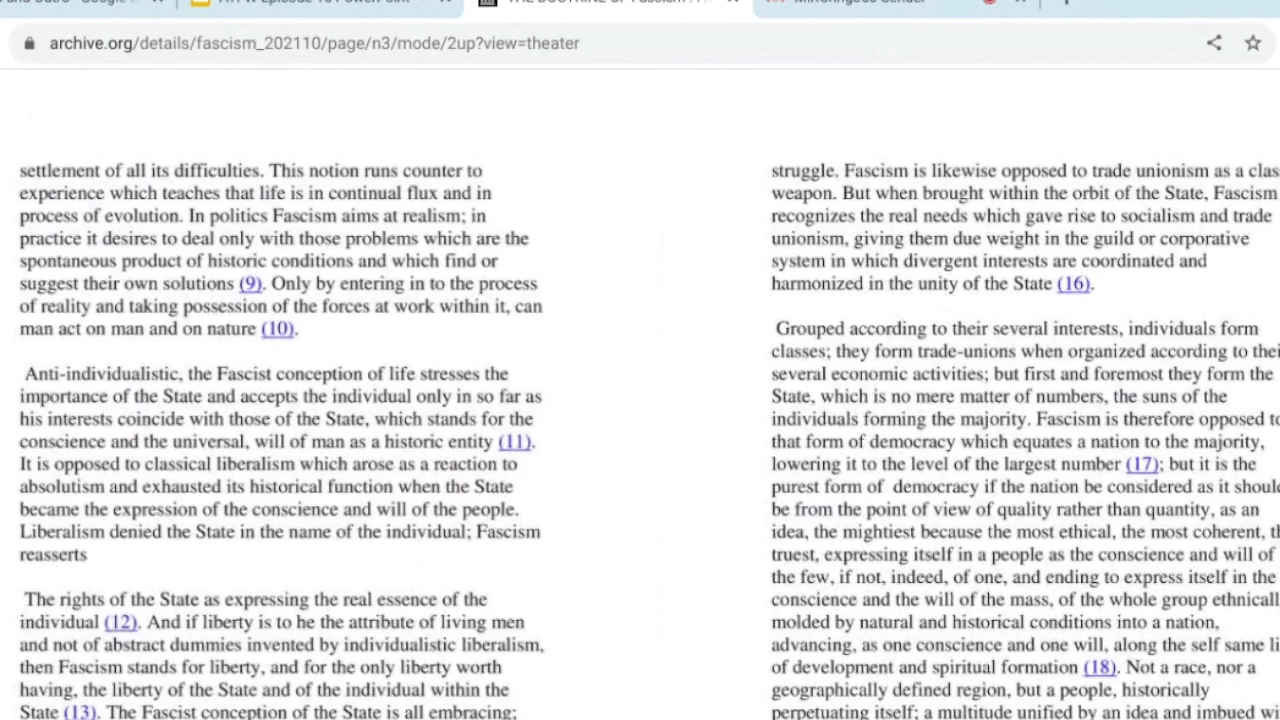 archive.org/details/fascism_202110/page/n3/mode/2up?view=theater
settlement of all its difficulties. This notion runs counter to
experience which teaches that life is in continual flux and in
process of evolution. In politics Fascism aims at realism; in
practice it desires to deal only with those problems which are the
spontaneous product of historic conditions and which find or
suggest their own solutions (9). Only by entering in to the process
of reality and taking possession of the forces at work within it, can
man act on man and on nature (10).
Anti-individualistic, the Fascist conception of life stresses the
importance of the State and accepts the individual only in so far as
his interests coincide with those of the State, which stands for the
conscience and the universal, will of man as a historic entity (11).
It is opposed to classical liberalism which arose as a reaction to
absolutism and exhausted its historical function when the State
became the expression of the conscience and will of the people.
Liberalism denied the State in the name of the individual; Fascism
reasserts
The rights of the State as expressing the real essence of the
individual (12). And if liberty is to he the attribute of living men
and not of abstract dummies invented by individualistic liberalism,
then Fascism stands for liberty, and for the only liberty worth
having, the liberty of the State and of the individual within the
State (13). The Fascist conception of the State is all embracing;
struggle. Fascism is likewise opposed to trade unionism as a clas
weapon. But when brought within the orbit of the State, Fascism
recognizes the real needs which gave rise to socialism and trade
unionism, giving them due weight in the guild or corporative
system in which divergent interests are coordinated and
harmonized in the unity of the State (16).
Grouped according to their several interests, individuals form
classes; they form trade-unions when organized according to thei
several economic activities; but first and foremost they form the
State, which is no mere matter of numbers, the suns of the
individuals forming the majority. Fascism is therefore opposed to
that form of democracy which equates a nation to the majority,
lowering it to the level of the largest number (17); but it is the
purest form of democracy if the nation be considered as it should
be from the point of view of quality rather than quantity, as an
idea, the mightiest because the most ethical, the most coherent, th
truest, expressing itself in a people as the conscience and will of
the few, if not, indeed, of one, and ending to express itself in the
conscience and the will of the mass, of the whole group ethnicall
molded by natural and historical conditions into a nation,
advancing, as one conscience and one will, along the self same li
of development and spiritual formation (18). Not a race, nor a
geographically defined region, but a people, historically
perpetuating itself; a multitude unified by an idea and imbued wi